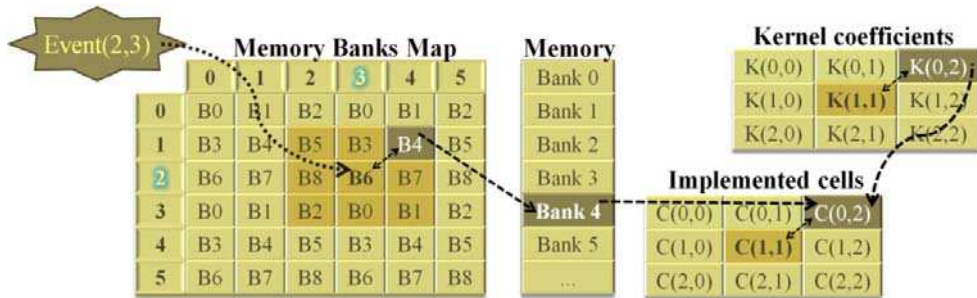 Event(2,3)
Memory Banks Map
0 1 2 3 4 5
0 B0 B1 B2 B0 B1 B2
1 B3 B4 B5 B3 B4 B5
2 B6 B7 B8 B6 B7 B8
3 B0 B1 B2 B0 B1 B2
4 B3 B4 B5 B3 B4 B5
5 B6 B7 B8 B6 B7 B8
Memory
Bank 0
Bank 1
Bank 2
Bank 3
Bank 4
Bank 5
...
Kernel coefficients
K(0,0) K(0,1) K(0,2)
K(1,0) K(1,1) K(1,2)
K(2,0) K(2,1) K(2,2)
Implemented cells
C(0,0) C(0,1) C(0,2)
C(1,0) C(1,1) C(1,2)
C(2,0) C(2,1) C(2,2)